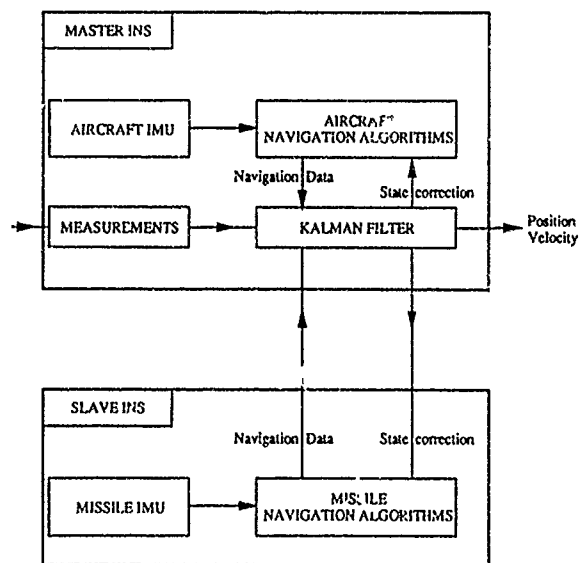 MASTER INS
AIRCRAFT IMU
AIRCRAFT
NAVIGATION ALGORITHMS
Navigation Data
State correction
MEASUREMENTS
KALMAN FILTER
Position
Velocity
SLAVE INS
Navigation Data
State correction
MISSILE IMU
MISSILE
NAVIGATION ALGORITHMS